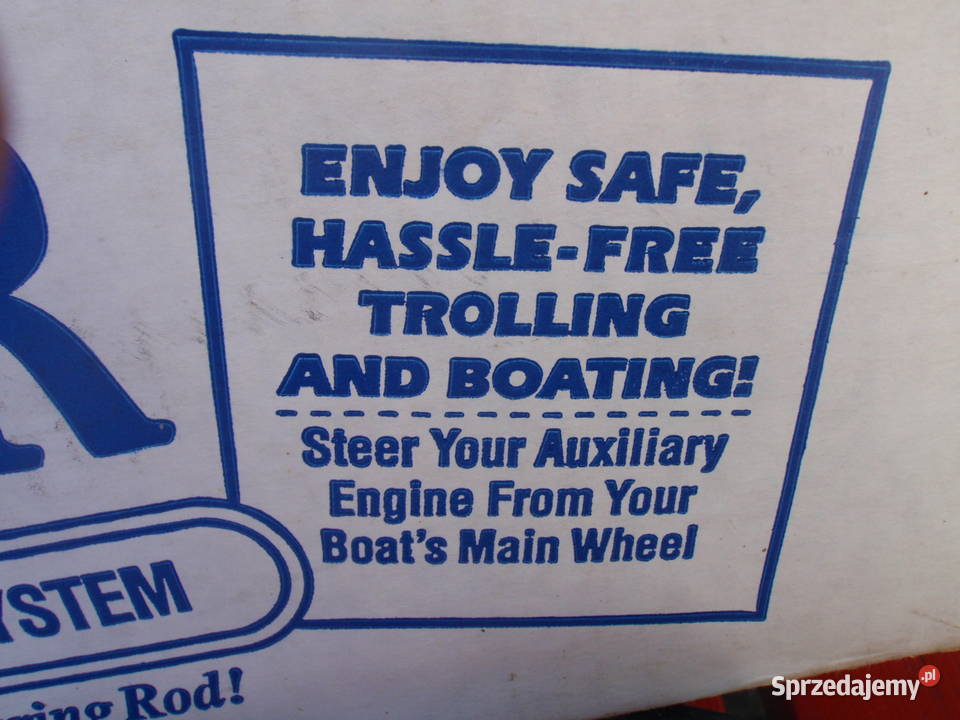 ENJOY SAFE,
HASSLE-FREE
TROLLING
AND BOATING!
Steer Your Auxiliary
Engine From Your
Boat's Main Wheel
R
YSTEM
Rod!
Sprzedajemy.pl